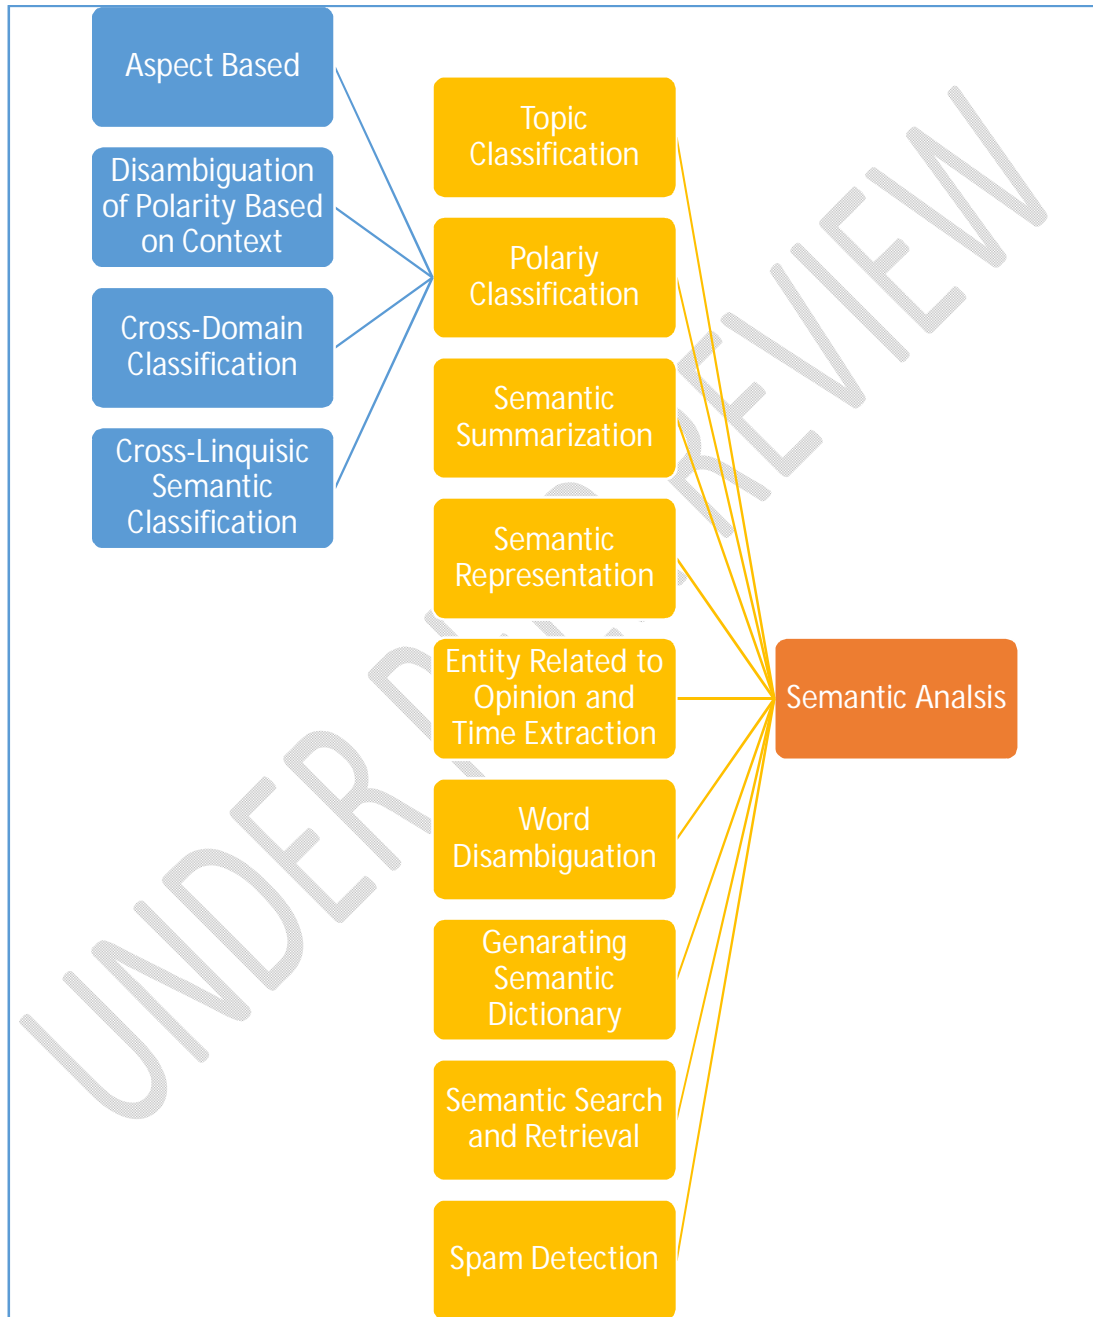 Aspect Based
Disambiguation
of Polarity Based
on Context
Cross-Domain
Classification
Cross-Linquisic
Semantic
Classification
Topic
Classification
Polariy
Classification
Semantic
Summarization
Semantic
Representation
Entity Related to
Opinion and
Time Extraction
Word
Disambiguation
Genarating
Semantic
Dictionary
Semantic Search
and Retrieval
Spam Detection
Semantic Analsis
UNDER PEER REVIEW